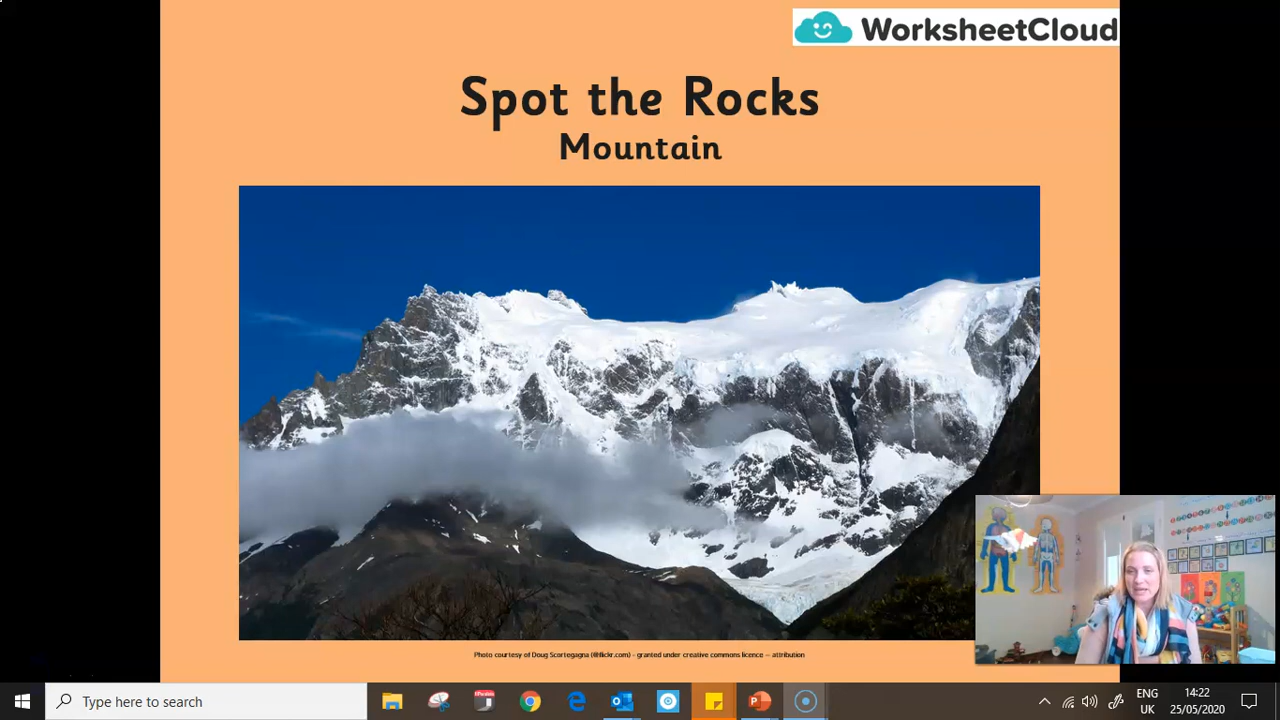 WorksheetCloud
Spot the Rocks
Mountain
Photo courtesy of Doug Scortegagna (@flickr.com) - granted under creative commons licence – attribution
Type here to search
ENG
UK
14:22
25/05/2020